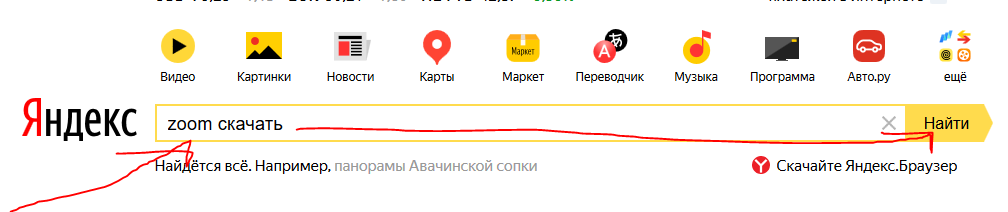 Маркет
Видео Картинки Новости Карты Маркет Переводчик Музыка Программа Авто.ру ещё
Яндекс zoom скачать Найти
Найдётся всё. Например, панорамы Авачинской сопки Скачайте Яндекс.Браузер